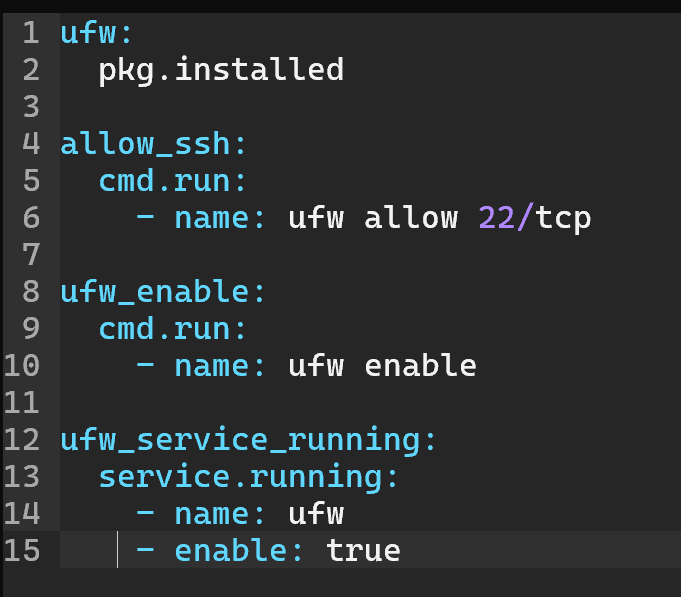 1 ufw:
2   pkg.installed
3
4 allow_ssh:
5   cmd.run:
6     - name: ufw allow 22/tcp
7
8 ufw_enable:
9   cmd.run:
10     - name: ufw enable
11
12 ufw_service_running:
13   service.running:
14     - name: ufw
15     - enable: true